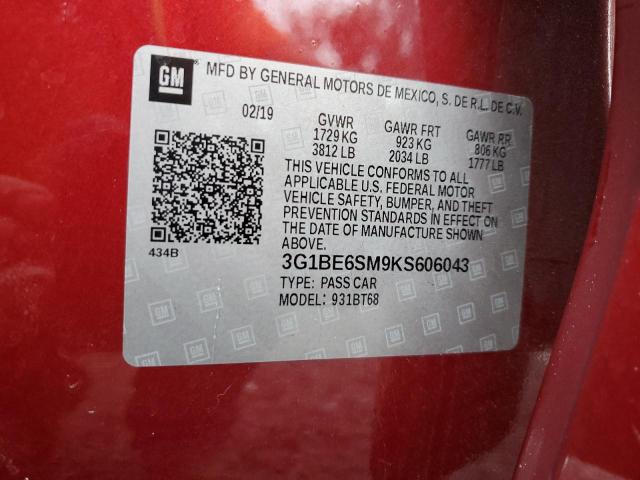 GM
MFD BY GENERAL MOTORS DE MEXICO, S. DE R.L. DE C.V.
02/19 GVWR GAWR FRT GAWR RR
1729 KG 923 KG 806 KG
3812 LB 2034 LB 1777 LB
THIS VEHICLE CONFORMS TO ALL
APPLICABLE U.S. FEDERAL MOTOR
VEHICLE SAFETY, BUMPER, AND THEFT
PREVENTION STANDARDS IN EFFECT ON
THE DATE OF MANUFACTURE SHOWN
ABOVE.
434B
3G1BE6SM9KS606043
TYPE: PASS CAR
MODEL: 931BT68